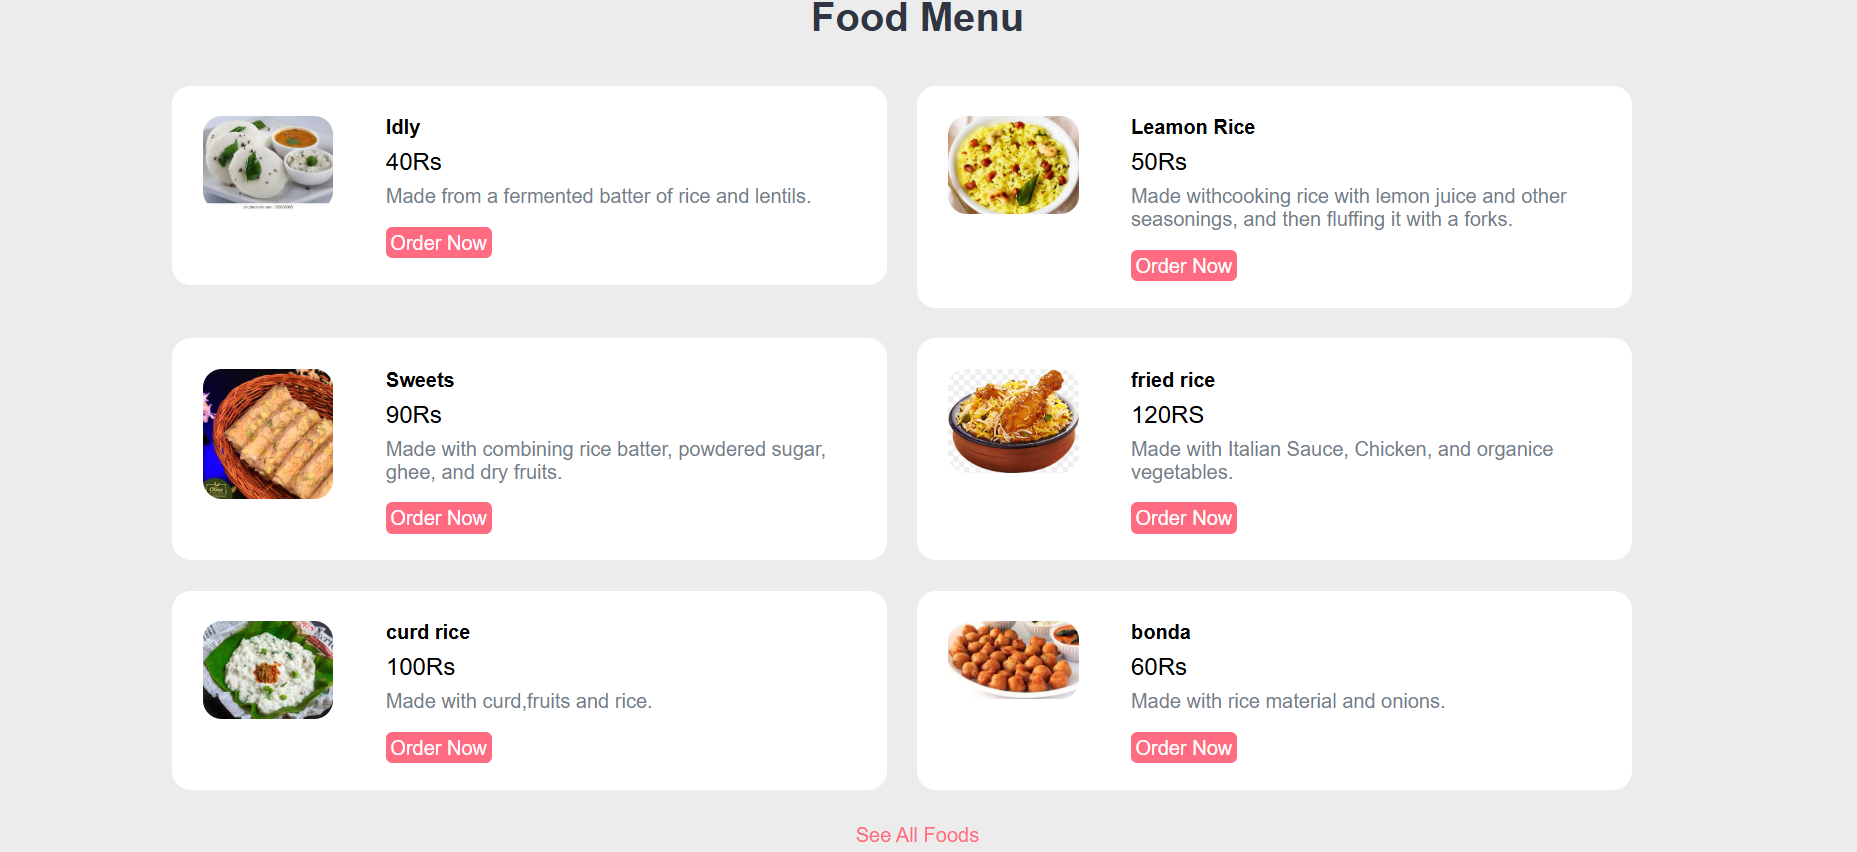 Food Menu
Idly
40Rs
Made from a fermented batter of rice and lentils.
Order Now
Leamon Rice
50Rs
Made withcooking rice with lemon juice and other
seasonings, and then fluffing it with a forks.
Order Now
Sweets
90Rs
Made with combining rice batter, powdered sugar,
ghee, and dry fruits.
Order Now
fried rice
120RS
Made with Italian Sauce, Chicken, and organice
vegetables.
Order Now
curd rice
100Rs
Made with curd,fruits and rice.
Order Now
bonda
60Rs
Made with rice material and onions.
Order Now
See All Foods